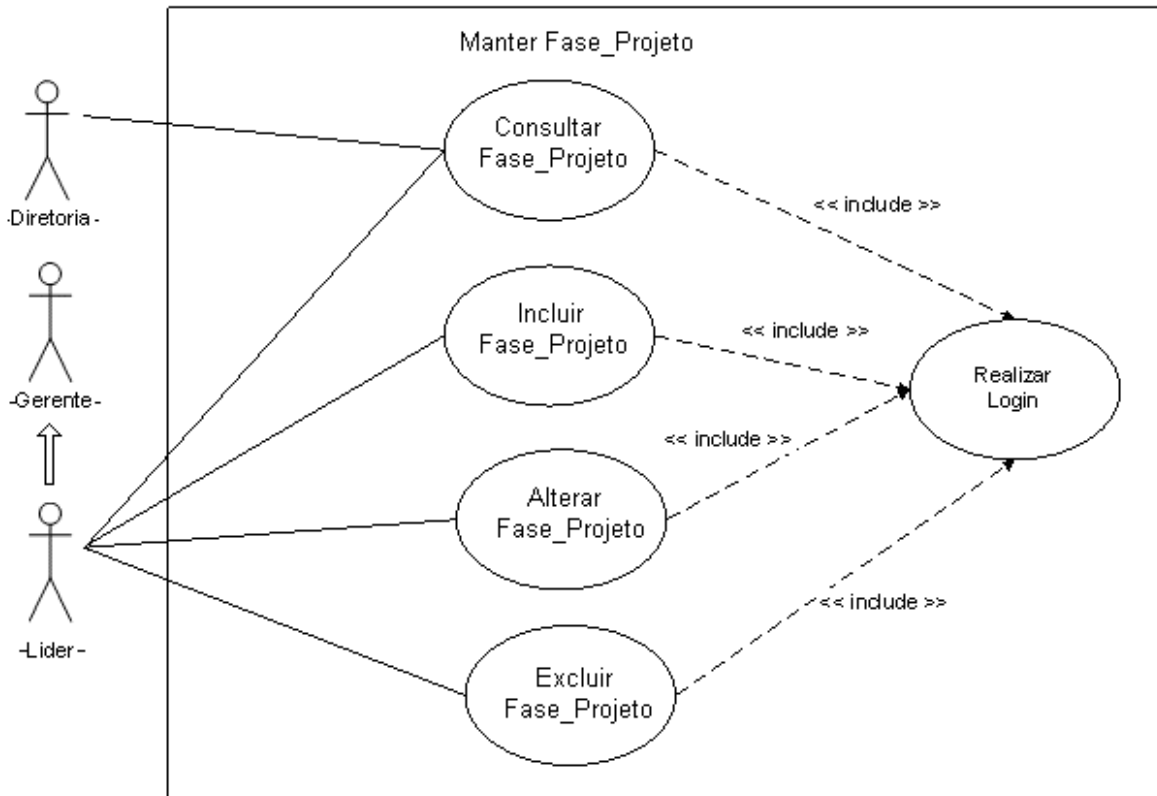 Manter Fase_Projeto
Consultar
Fase_Projeto
-Diretoria-
<< include >>
Incluir
Fase_Projeto
<< include >>
-Gerente-
Realizar
Login
<< include >>
Alterar
Fase_Projeto
<< include >>
-Lider-
Excluir
Fase_Projeto